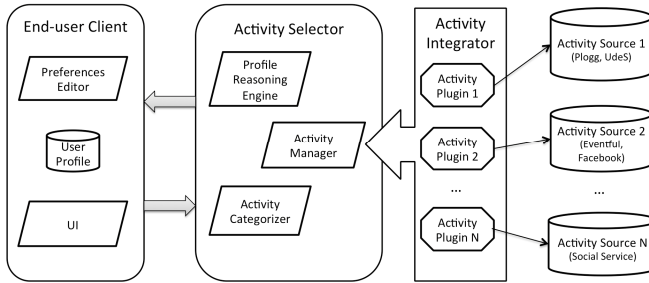 End-user Client
Preferences
Editor
User
Profile
UI
Activity Selector
Profile
Reasoning
Engine
Activity
Manager
Activity
Categorizer
Activity
Integrator
Activity
Plugin 1
Activity
Plugin 2
...
Activity
Plugin N
Activity Source 1
(Plogg, UdeS)
Activity Source 2
(Eventful,
Facebook)
...
Activity Source N
(Social Service)